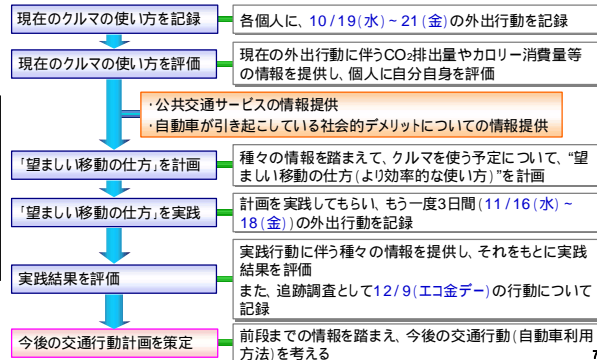 現在のクルマの使い方を記録
各個人に、10/19(水)~21(金)の外出行動を記録
現在のクルマの使い方を評価
現在の外出行動に伴うCO2排出量やカロリー消費量等
の情報を提供し、個人に自分自身を評価
・公共交通サービスの情報提供
・自動車が引き起こしている社会的デメリットについての情報提供
「望ましい移動の仕方」を計画
種々の情報を踏まえて、クルマを使う予定について、“望
ましい移動の仕方(より効率的な使い方)”を計画
「望ましい移動の仕方」を実践
計画を実践してもらい、もう一度3日間(11/16(水)~
18(金))の外出行動を記録
実践結果を評価
実践行動に伴う種々の情報を提供し、それをもとに実践
結果を評価
また、追跡調査として12/9(エコ金デー)の行動について
記録
今後の交通行動計画を策定
前段までの情報を踏まえ、今後の交通行動(自動車利用
方法)を考える